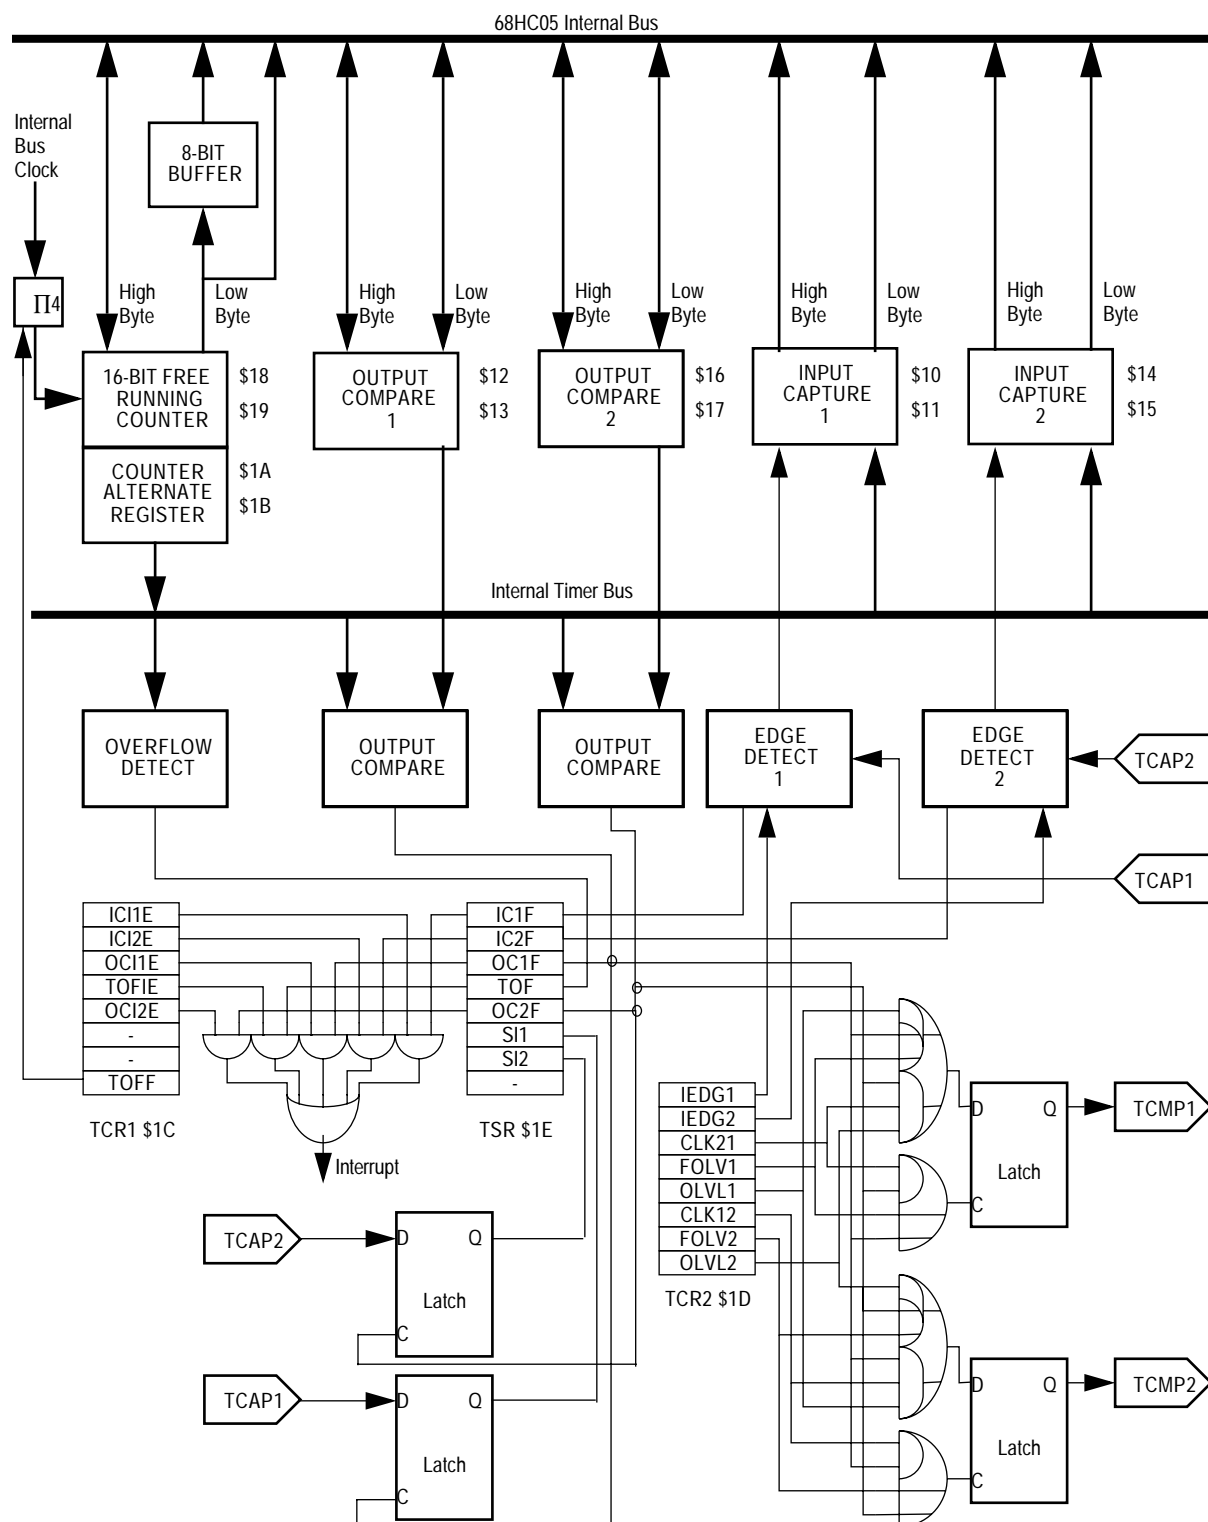 68HC05 Internal Bus
Internal
Bus
Clock
8-BIT
BUFFER
Π4
High
Byte
Low
Byte
High
Byte
Low
Byte
High
Byte
Low
Byte
High
Byte
Low
Byte
High
Byte
Low
Byte
16-BIT FREE
RUNNING
COUNTER
$18
$19
OUTPUT
COMPARE
1
$12
$13
OUTPUT
COMPARE
2
$16
$17
INPUT
CAPTURE
1
$10
$11
INPUT
CAPTURE
2
$14
$15
COUNTER
ALTERNATE
REGISTER
$1A
$1B
Internal Timer Bus
OVERFLOW
DETECT
OUTPUT
COMPARE
OUTPUT
COMPARE
EDGE
DETECT
1
EDGE
DETECT
2
TCAP2
TCAP1
ICI1E
ICI2E
OCI1E
TOFIE
OCI2E
-
-
TOFF
TCR1 $1C
IC1F
IC2F
OC1F
TOF
OC2F
SI1
SI2
-
TSR $1E
Interrupt
IEDG1
IEDG2
CLK21
FOLV1
OLVL1
CLK12
FOLV2
OLVL2
TCR2 $1D
D
Q
Latch
C
TCMP1
TCAP2
D
Q
Latch
C
TCAP1
D
Q
Latch
C
D
Q
Latch
C
TCMP2